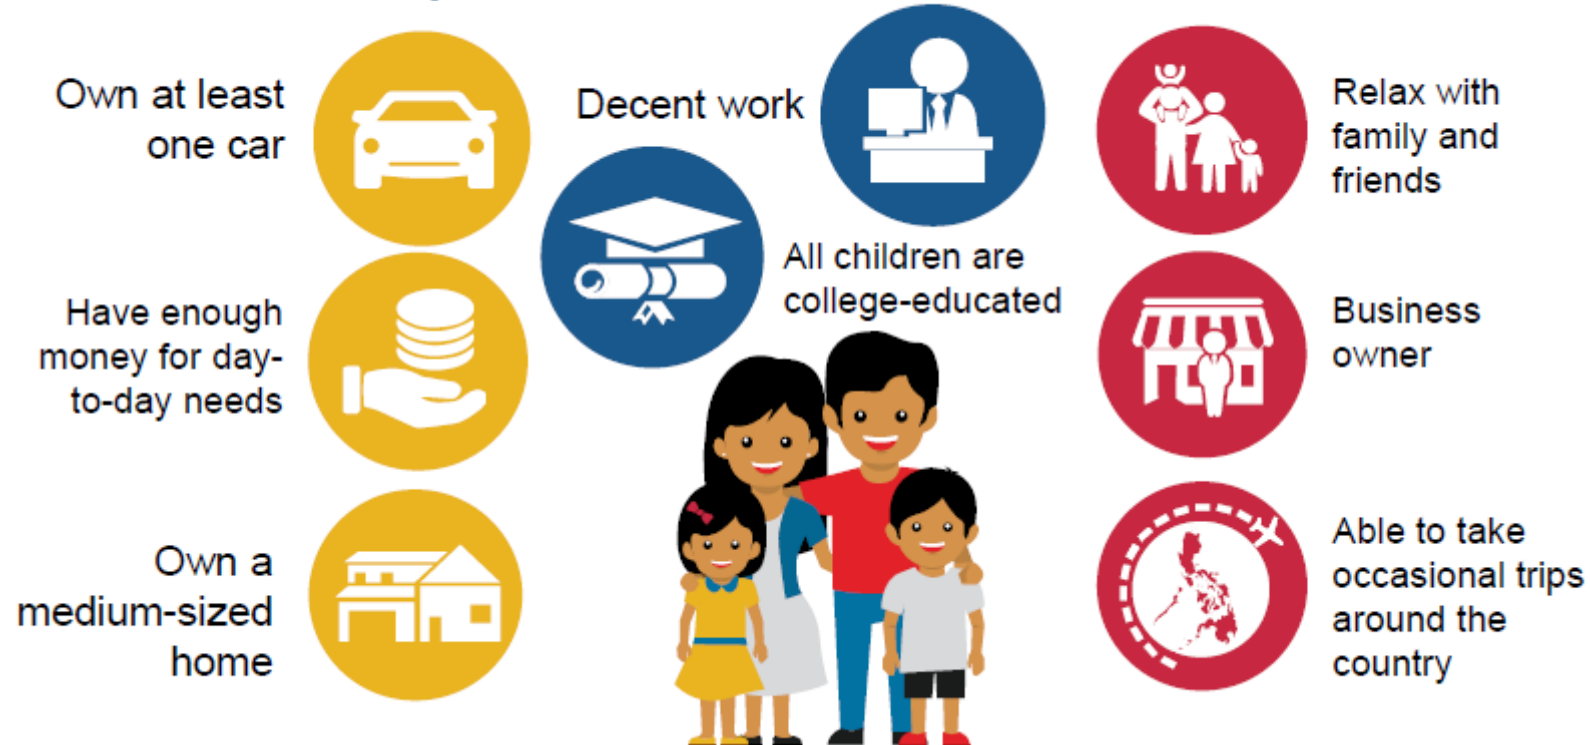 Own at least
one car
Have enough
money for day-
to-day needs
Own a
medium-sized
home
Decent work
All children are
college-educated
Relax with
family and
friends
Business
owner
Able to take
occasional trips
around the
country